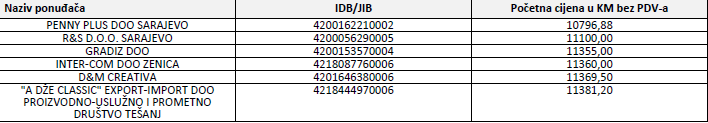 Naziv ponuđača IDB/JIB Početna cijena u KM bez PDV-a
PENNY PLUS DOO SARAJEVO 4200162210002 10796,88
R&S D.O.O. SARAJEVO 4200056290005 11100,00
GRADIZ DOO 4200153570004 11355,00
INTER-COM DOO ZENICA 4218087760006 11360,00
D&M CREATIVA 4201646380006 11369,50
"A DŽE CLASSIC" EXPORT-IMPORT DOO 4218444970006 11381,20
PROIZVODNO-USLUŽNO I PROMETNO
DRUŠTVO TEŠANJ